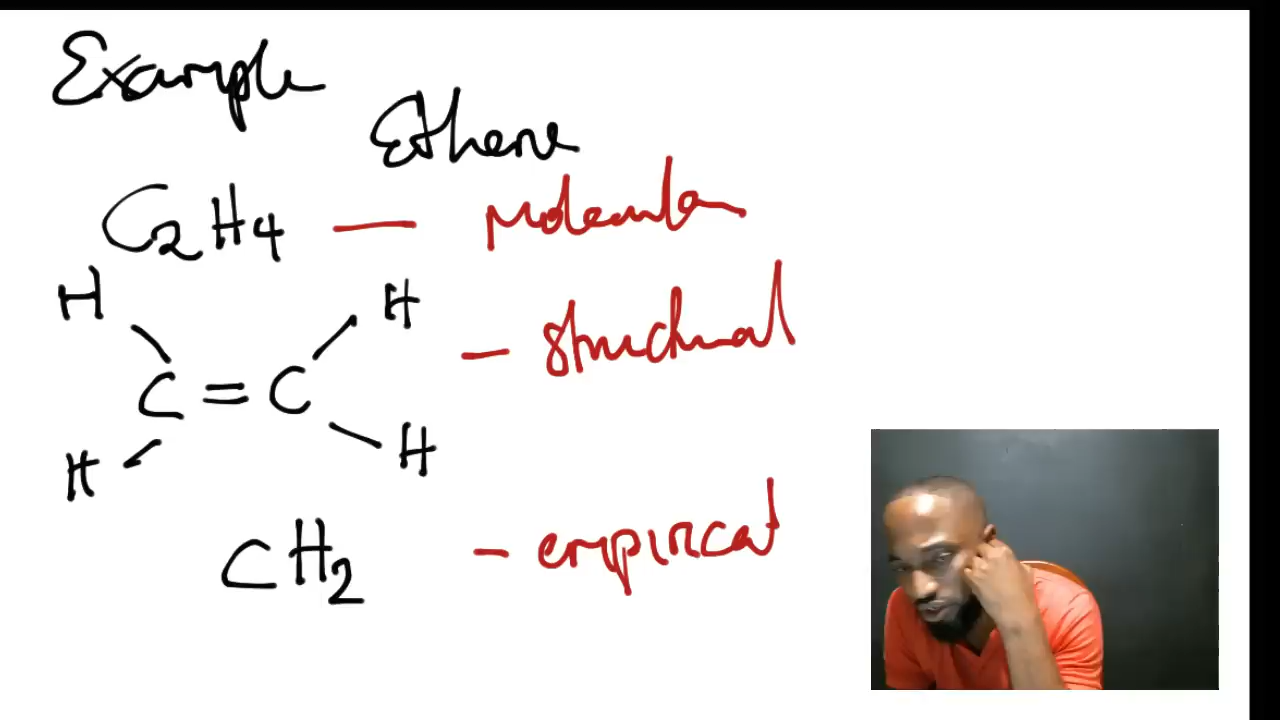 Example
Ethene
C2H4 — Molecular
H H
C = C - structural
H H
CH2 - empirical